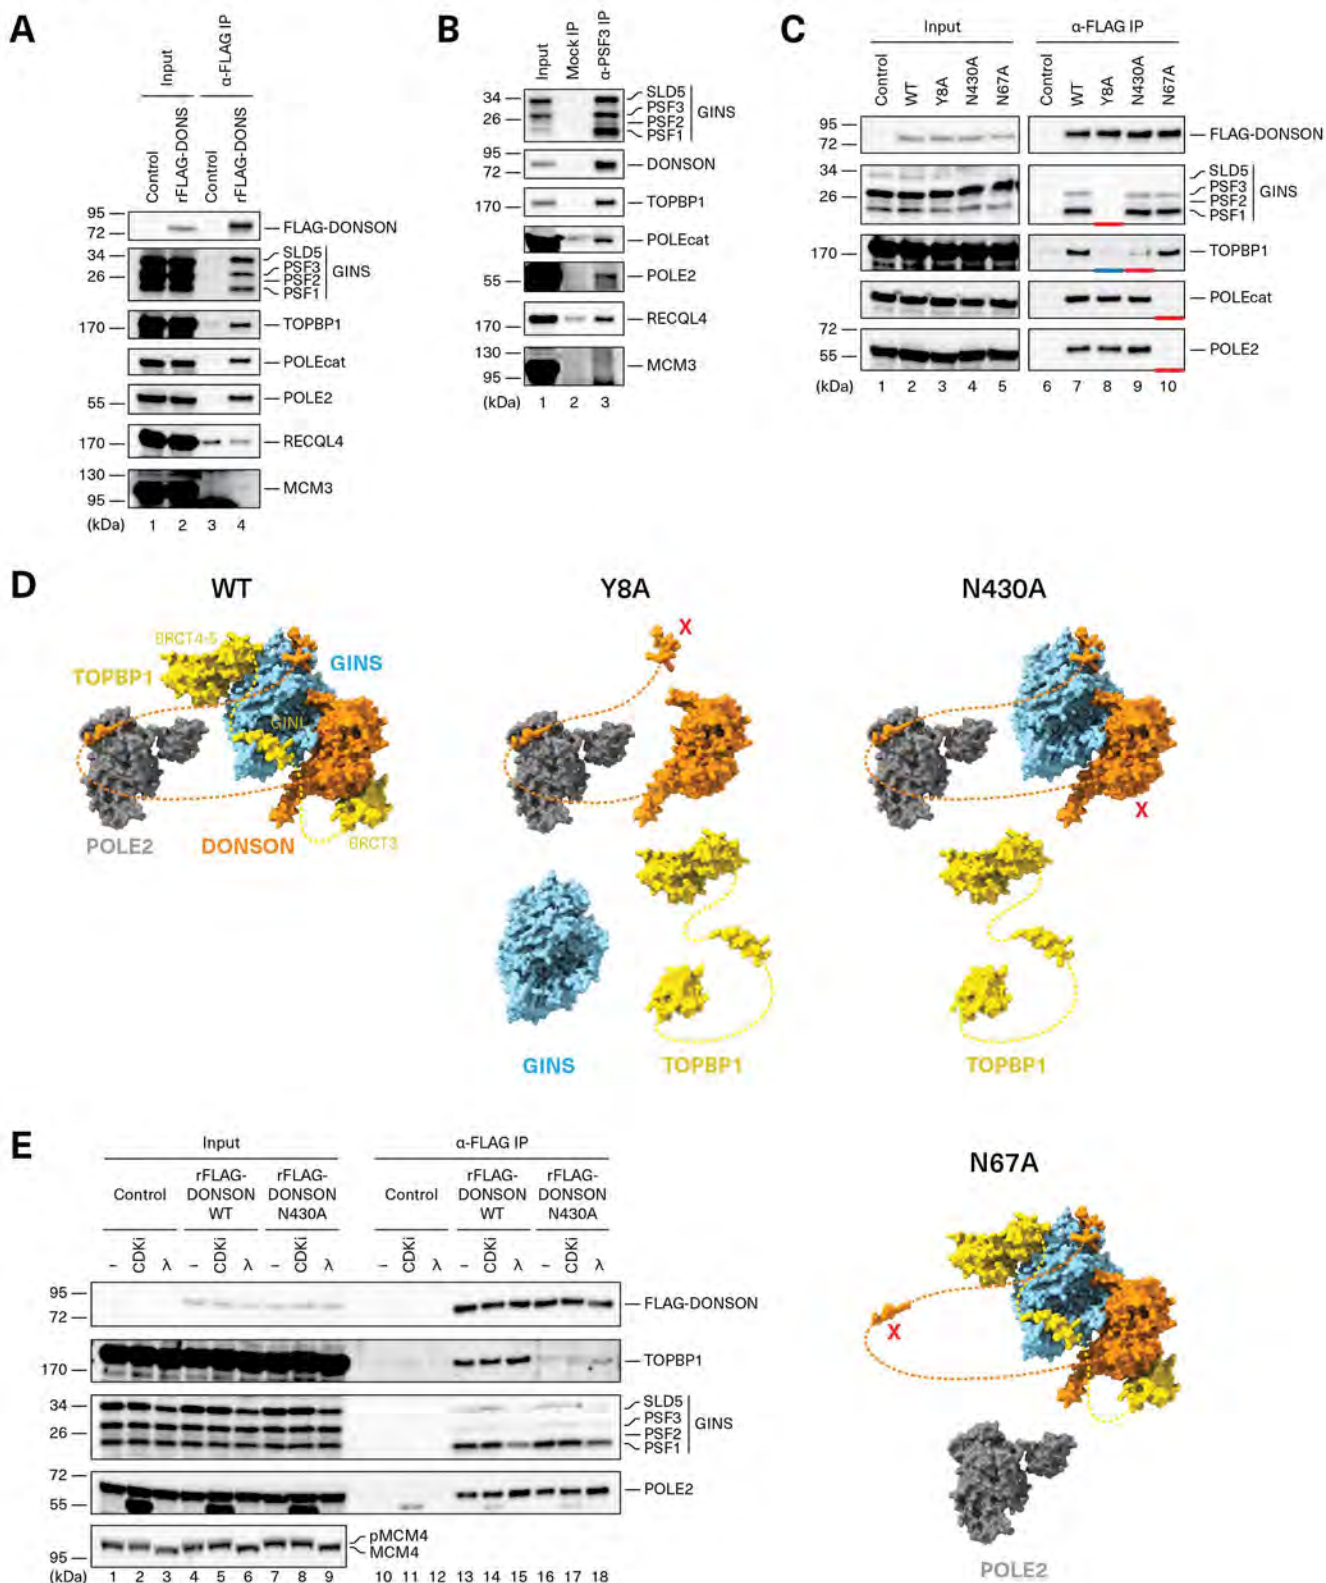 A
Input
α-FLAG IP
Control
rFLAG-DONS
Control
rFLAG-DONS
95
72
FLAG-DONSON
34
26
SLD5
PSF3
PSF2
PSF1
GINS
170
TOPBP1
POLEcat
55
POLE2
170
RECQL4
130
95
MCM3
(kDa) 1 2 3 4
B
Input
Mock IP
α-PSF3 IP
34
26
SLD5
PSF3
PSF2
PSF1
GINS
95
72
DONSON
170
TOPBP1
POLEcat
55
POLE2
170
RECQL4
130
95
MCM3
(kDa) 1 2 3
C
Input
α-FLAG IP
Control WT Y8A N430A N67A
Control WT Y8A N430A N67A
95
72
FLAG-DONSON
34
26
SLD5
PSF3
PSF2
PSF1
GINS
170
TOPBP1
POLEcat
72
55
POLE2
(kDa) 1 2 3 4 5 6 7 8 9 10
D
WT
BRCT4-5
TOPBP1
GINS
GINI
POLE2
DONSON
BRCT3
Y8A
X
GINS
TOPBP1
N430A
X
TOPBP1
N67A
X
POLE2
E
Input
α-FLAG IP
Control
rFLAG-
DONSON
WT
rFLAG-
DONSON
N430A
Control
rFLAG-
DONSON
WT
rFLAG-
DONSON
N430A
– CDKi λ – CDKi λ – CDKi λ
– CDKi λ – CDKi λ – CDKi λ
95
72
FLAG-DONSON
170
TOPBP1
34
26
SLD5
PSF3
PSF2
PSF1
GINS
72
55
POLE2
95
pMCM4
MCM4
(kDa) 1 2 3 4 5 6 7 8 9 10 11 12 13 14 15 16 17 18